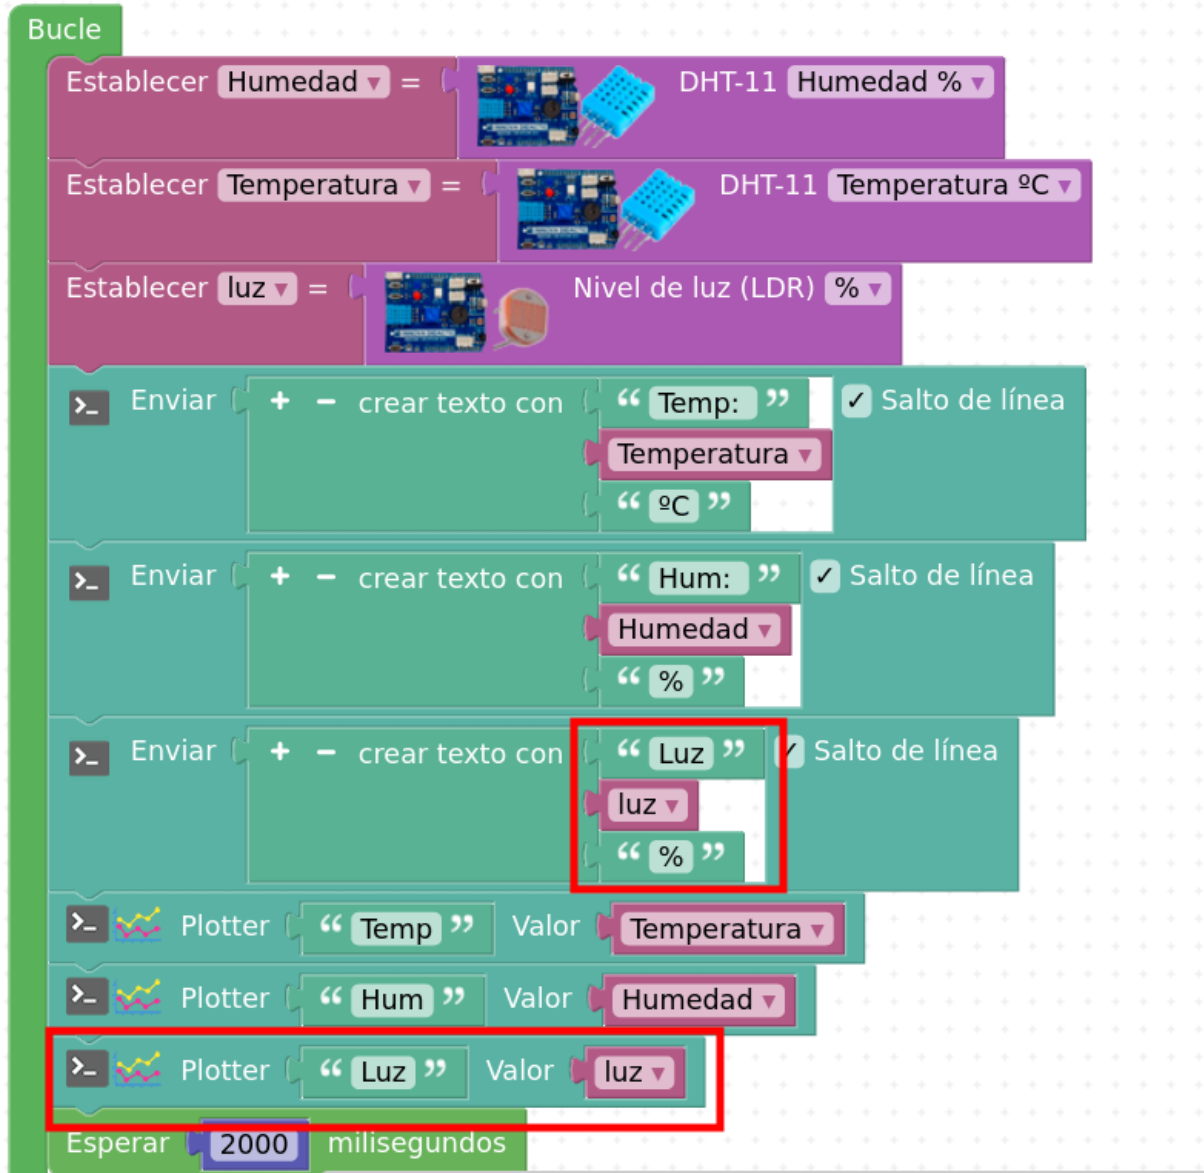 Bucle
Establecer Humedad = DHT-11 Humedad %
Establecer Temperatura = DHT-11 Temperatura ºC
Establecer luz = Nivel de luz (LDR) %
Enviar + − crear texto con “ Temp: ” ✓ Salto de línea
Temperatura
“ ºC ”
Enviar + − crear texto con “ Hum: ” ✓ Salto de línea
Humedad
“ % ”
Enviar + − crear texto con “ Luz ” ✓ Salto de línea
luz
“ % ”
Plotter “ Temp ” Valor Temperatura
Plotter “ Hum ” Valor Humedad
Plotter “ Luz ” Valor luz
Esperar 2000 milisegundos